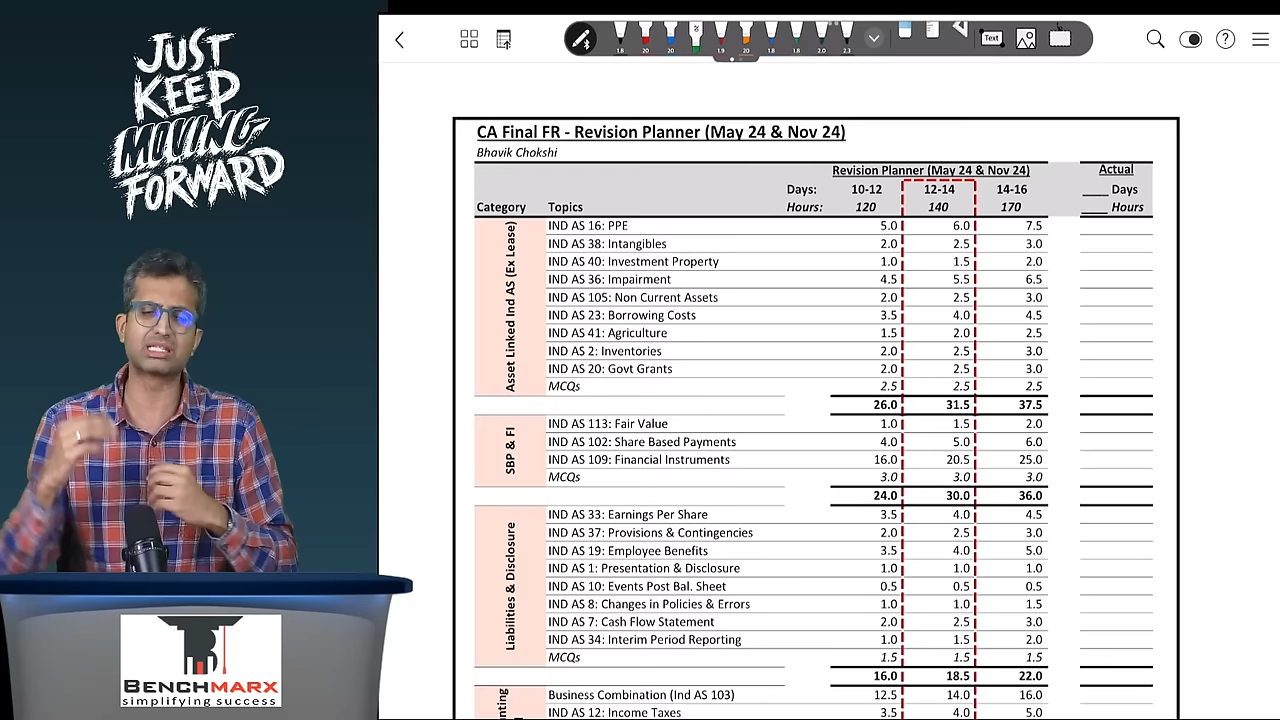 JUST
KEEP
MOVING
FORWARD
BENCHMARX
simplifying success
1.8 20 20 1.9 20 1.8 1.8 2.0 2.3 Text
CA Final FR - Revision Planner (May 24 & Nov 24)
Bhavik Chokshi
Revision Planner (May 24 & Nov 24) Actual
Days: 10-12 12-14 14-16 ____ Days
Category Topics Hours: 120 140 170 ____ Hours
Asset Linked Ind AS (Ex Lease)
IND AS 16: PPE 5.0 6.0 7.5
IND AS 38: Intangibles 2.0 2.5 3.0
IND AS 40: Investment Property 1.0 1.5 2.0
IND AS 36: Impairment 4.5 5.5 6.5
IND AS 105: Non Current Assets 2.0 2.5 3.0
IND AS 23: Borrowing Costs 3.5 4.0 4.5
IND AS 41: Agriculture 1.5 2.0 2.5
IND AS 2: Inventories 2.0 2.5 3.0
IND AS 20: Govt Grants 2.0 2.5 3.0
MCQs 2.5 2.5 2.5
26.0 31.5 37.5
SBP & FI
IND AS 113: Fair Value 1.0 1.5 2.0
IND AS 102: Share Based Payments 4.0 5.0 6.0
IND AS 109: Financial Instruments 16.0 20.5 25.0
MCQs 3.0 3.0 3.0
24.0 30.0 36.0
Liabilities & Disclosure
IND AS 33: Earnings Per Share 3.5 4.0 4.5
IND AS 37: Provisions & Contingencies 2.0 2.5 3.0
IND AS 19: Employee Benefits 3.5 4.0 5.0
IND AS 1: Presentation & Disclosure 1.0 1.0 1.0
IND AS 10: Events Post Bal. Sheet 0.5 0.5 0.5
IND AS 8: Changes in Policies & Errors 1.0 1.0 1.5
IND AS 7: Cash Flow Statement 2.0 2.5 3.0
IND AS 34: Interim Period Reporting 1.0 1.5 2.0
MCQs 1.5 1.5 1.5
16.0 18.5 22.0
Business Combination (Ind AS 103) 12.5 14.0 16.0
IND AS 12: Income Taxes 3.5 4.0 5.0